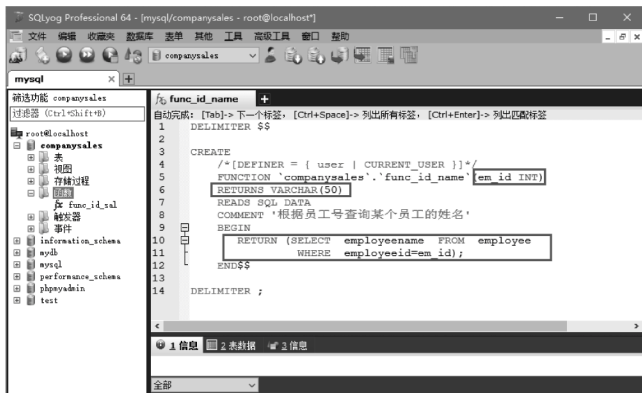 SQLyog Professional 64 - [mysql/companysales - root@localhost*]
文件 编辑 收藏夹 数据库 表单 其他 工具 高级工具 窗口 帮助
companysales
mysql
筛选功能 companysales
过滤器 (Ctrl+Shift+B)
root@localhost
companysales
表
视图
存储过程
函数
func_id_sal
触发器
事件
information_schema
mydb
mysql
performance_schema
phpmyadmin
test
func_id_name
自动完成: [Tab]-> 下一个标签, [Ctrl+Space]-> 列出所有标签, [Ctrl+Enter]-> 列出匹配标签
1 DELIMITER $$
2
3 CREATE
4 /*[DEFINER = { user | CURRENT_USER }]*/
5 FUNCTION `companysales`.`func_id_name`(em_id INT)
6 RETURNS VARCHAR(50)
7 READS SQL DATA
8 COMMENT '根据员工号查询某个员工的姓名'
9 BEGIN
10 RETURN (SELECT employeename FROM employee
11 WHERE employeeid=em_id);
12 END$$
13
14 DELIMITER ;
1 信息 2 表数据 3 信息
全部